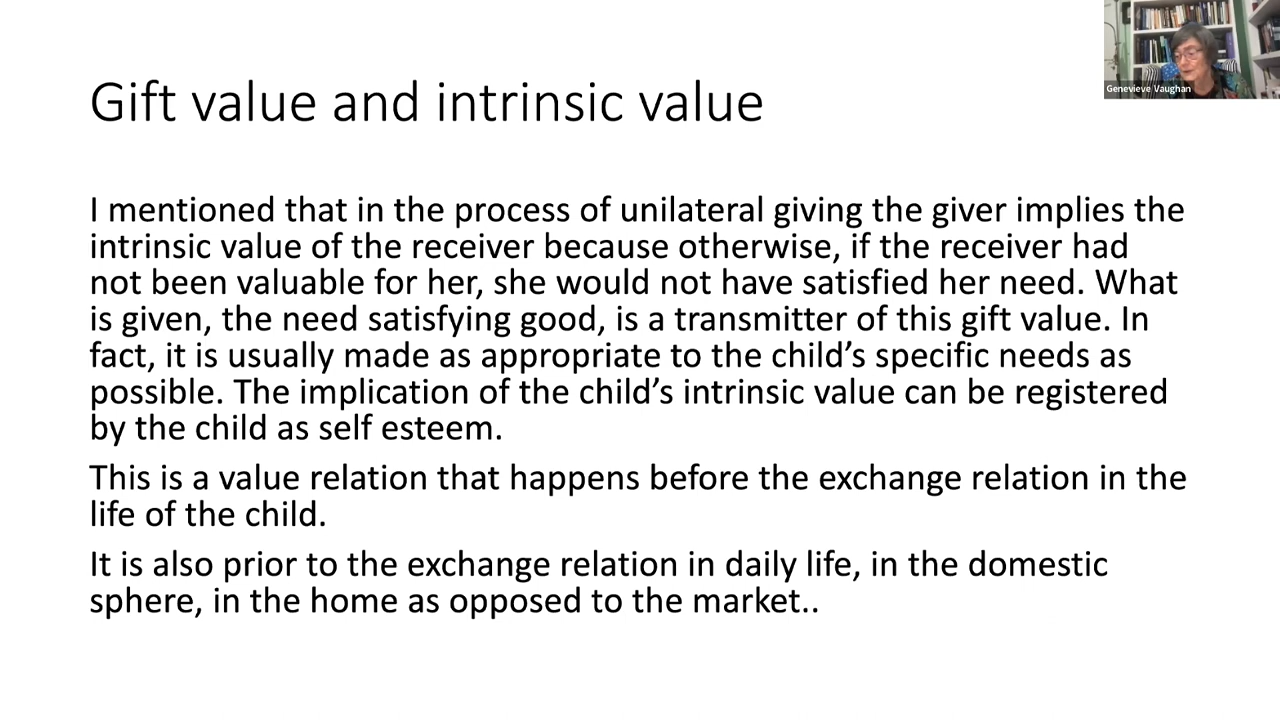 Genevieve Vaughan
Gift value and intrinsic value
I mentioned that in the process of unilateral giving the giver implies the
intrinsic value of the receiver because otherwise, if the receiver had
not been valuable for her, she would not have satisfied her need. What
is given, the need satisfying good, is a transmitter of this gift value. In
fact, it is usually made as appropriate to the child’s specific needs as
possible. The implication of the child’s intrinsic value can be registered
by the child as self esteem.
This is a value relation that happens before the exchange relation in the
life of the child.
It is also prior to the exchange relation in daily life, in the domestic
sphere, in the home as opposed to the market..